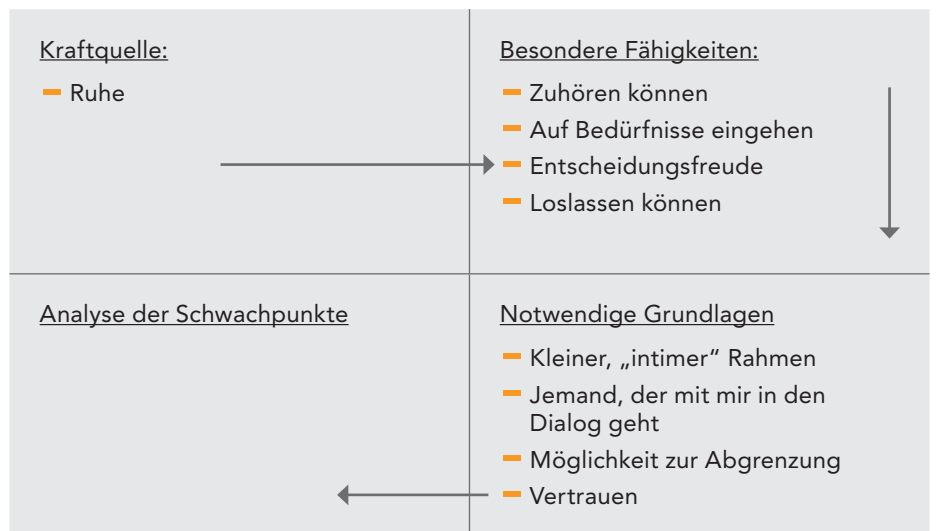 Kraftquelle:
Ruhe
Besondere Fähigkeiten:
Zuhören können
Auf Bedürfnisse eingehen
Entscheidungsfreude
Loslassen können
Analyse der Schwachpunkte
Notwendige Grundlagen
Kleiner, „intimer“ Rahmen
Jemand, der mit mir in den
Dialog geht
Möglichkeit zur Abgrenzung
Vertrauen